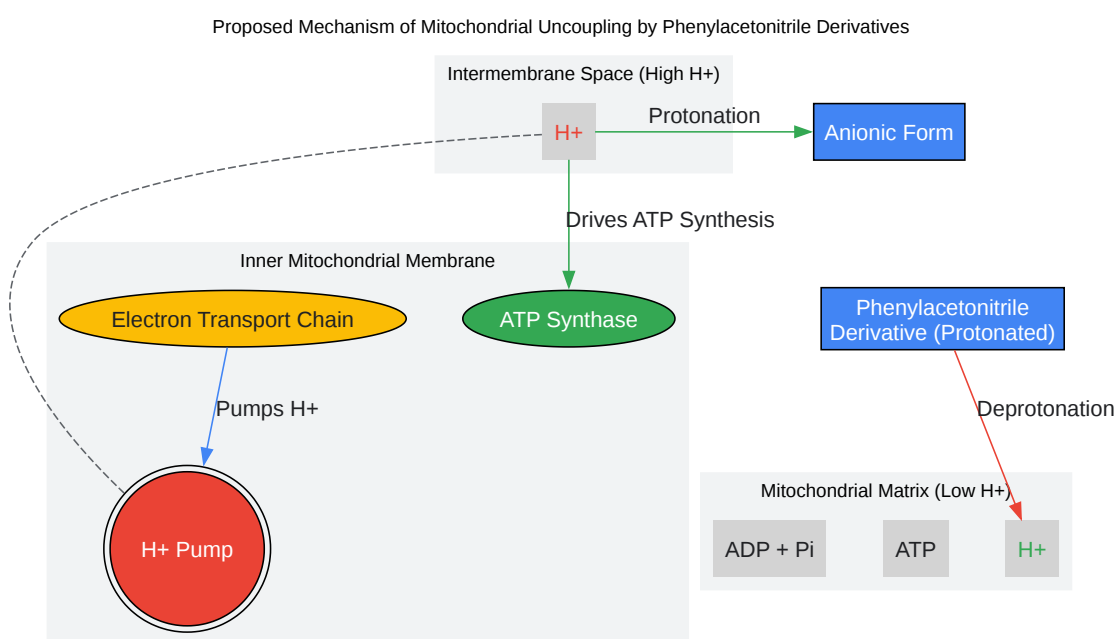 Proposed Mechanism of Mitochondrial Uncoupling by Phenylacetonitrile Derivatives
Intermembrane Space (High H+)
H+
Protonation
Anionic Form
Drives ATP Synthesis
Inner Mitochondrial Membrane
Electron Transport Chain
ATP Synthase
Phenylacetonitrile
Derivative (Protonated)
Pumps H+
Deprotonation
Mitochondrial Matrix (Low H+)
H+ Pump
ADP + Pi
ATP
H+